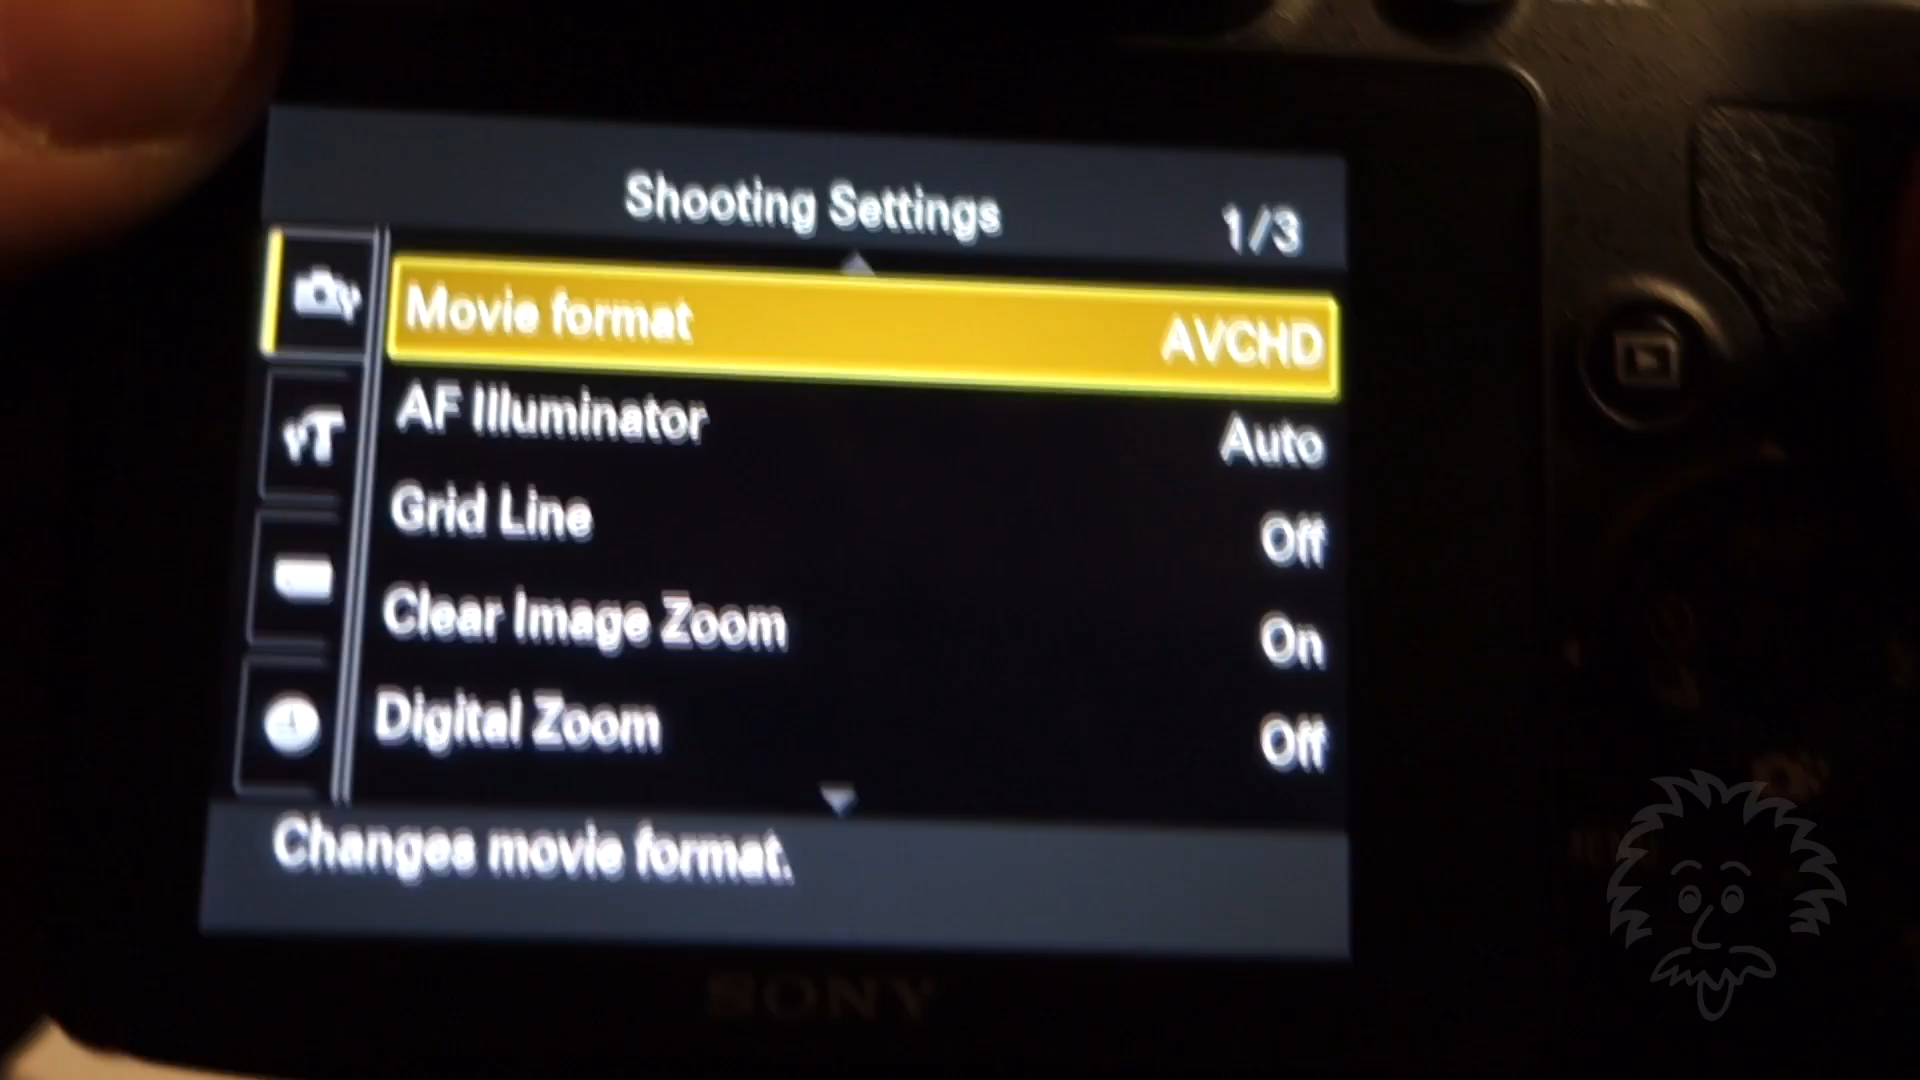 Shooting Settings 1/3
Movie format AVCHD
AF Illuminator Auto
Grid Line Off
Clear Image Zoom On
Digital Zoom Off
Changes movie format.
SONY